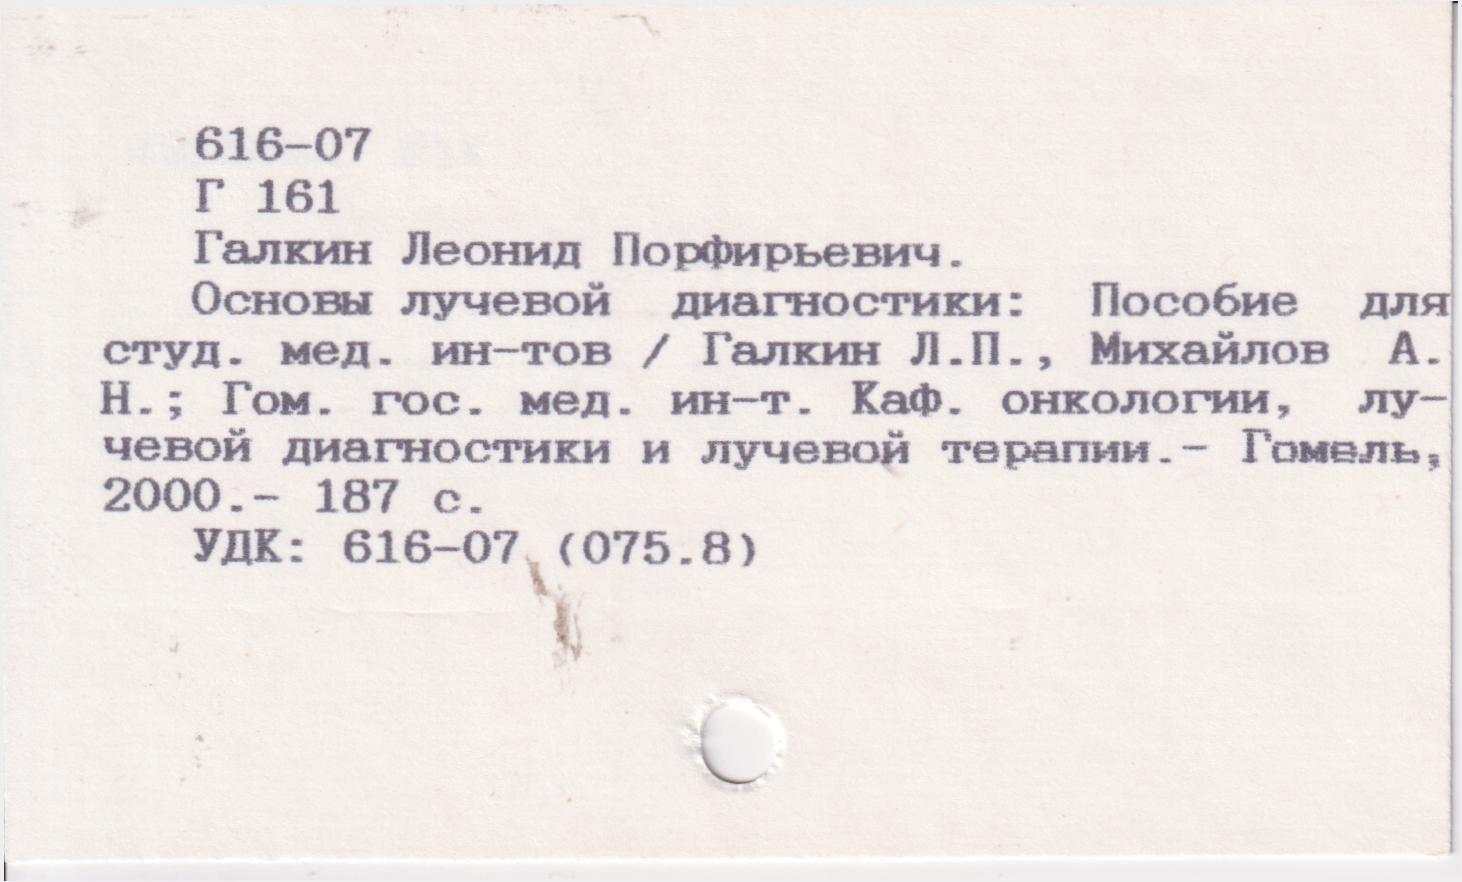 616-07
Г 161
Галкин Леонид Порфирьевич.
Основы лучевой диагностики: Пособие для
студ. мед. ин-тов / Галкин Л.П., Михайлов А.
Н.; Гом. гос. мед. ин-т. Каф. онкологии, лу-
чевой диагностики и лучевой терапии.- Гомель,
2000.- 187 с.
УДК: 616-07 (075.8)